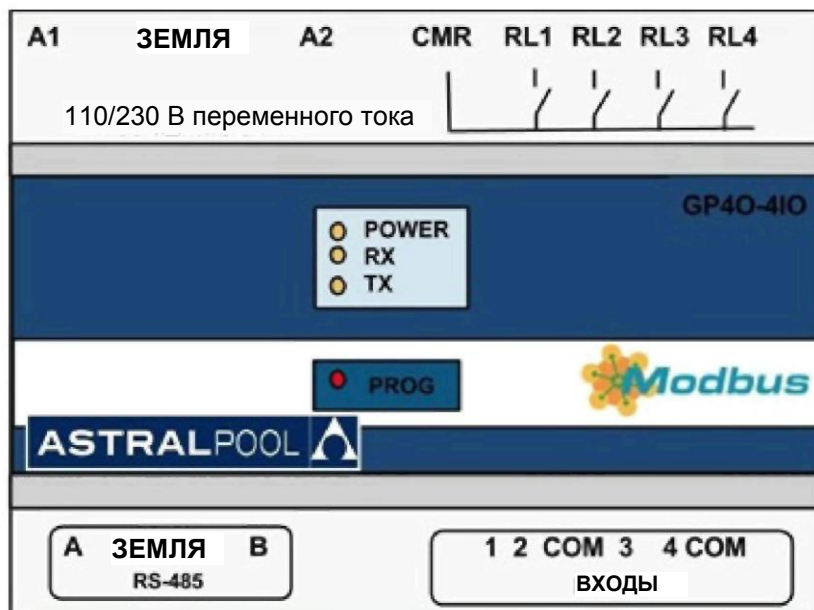 A1 ЗЕМЛЯ A2 CMR RL1 RL2 RL3 RL4
110/230 В переменного тока
GP4O-4IO
POWER
RX
TX
PROG
Modbus
ASTRALPOOL
A ЗЕМЛЯ B
RS-485
1 2 COM 3 4 COM
ВХОДЫ